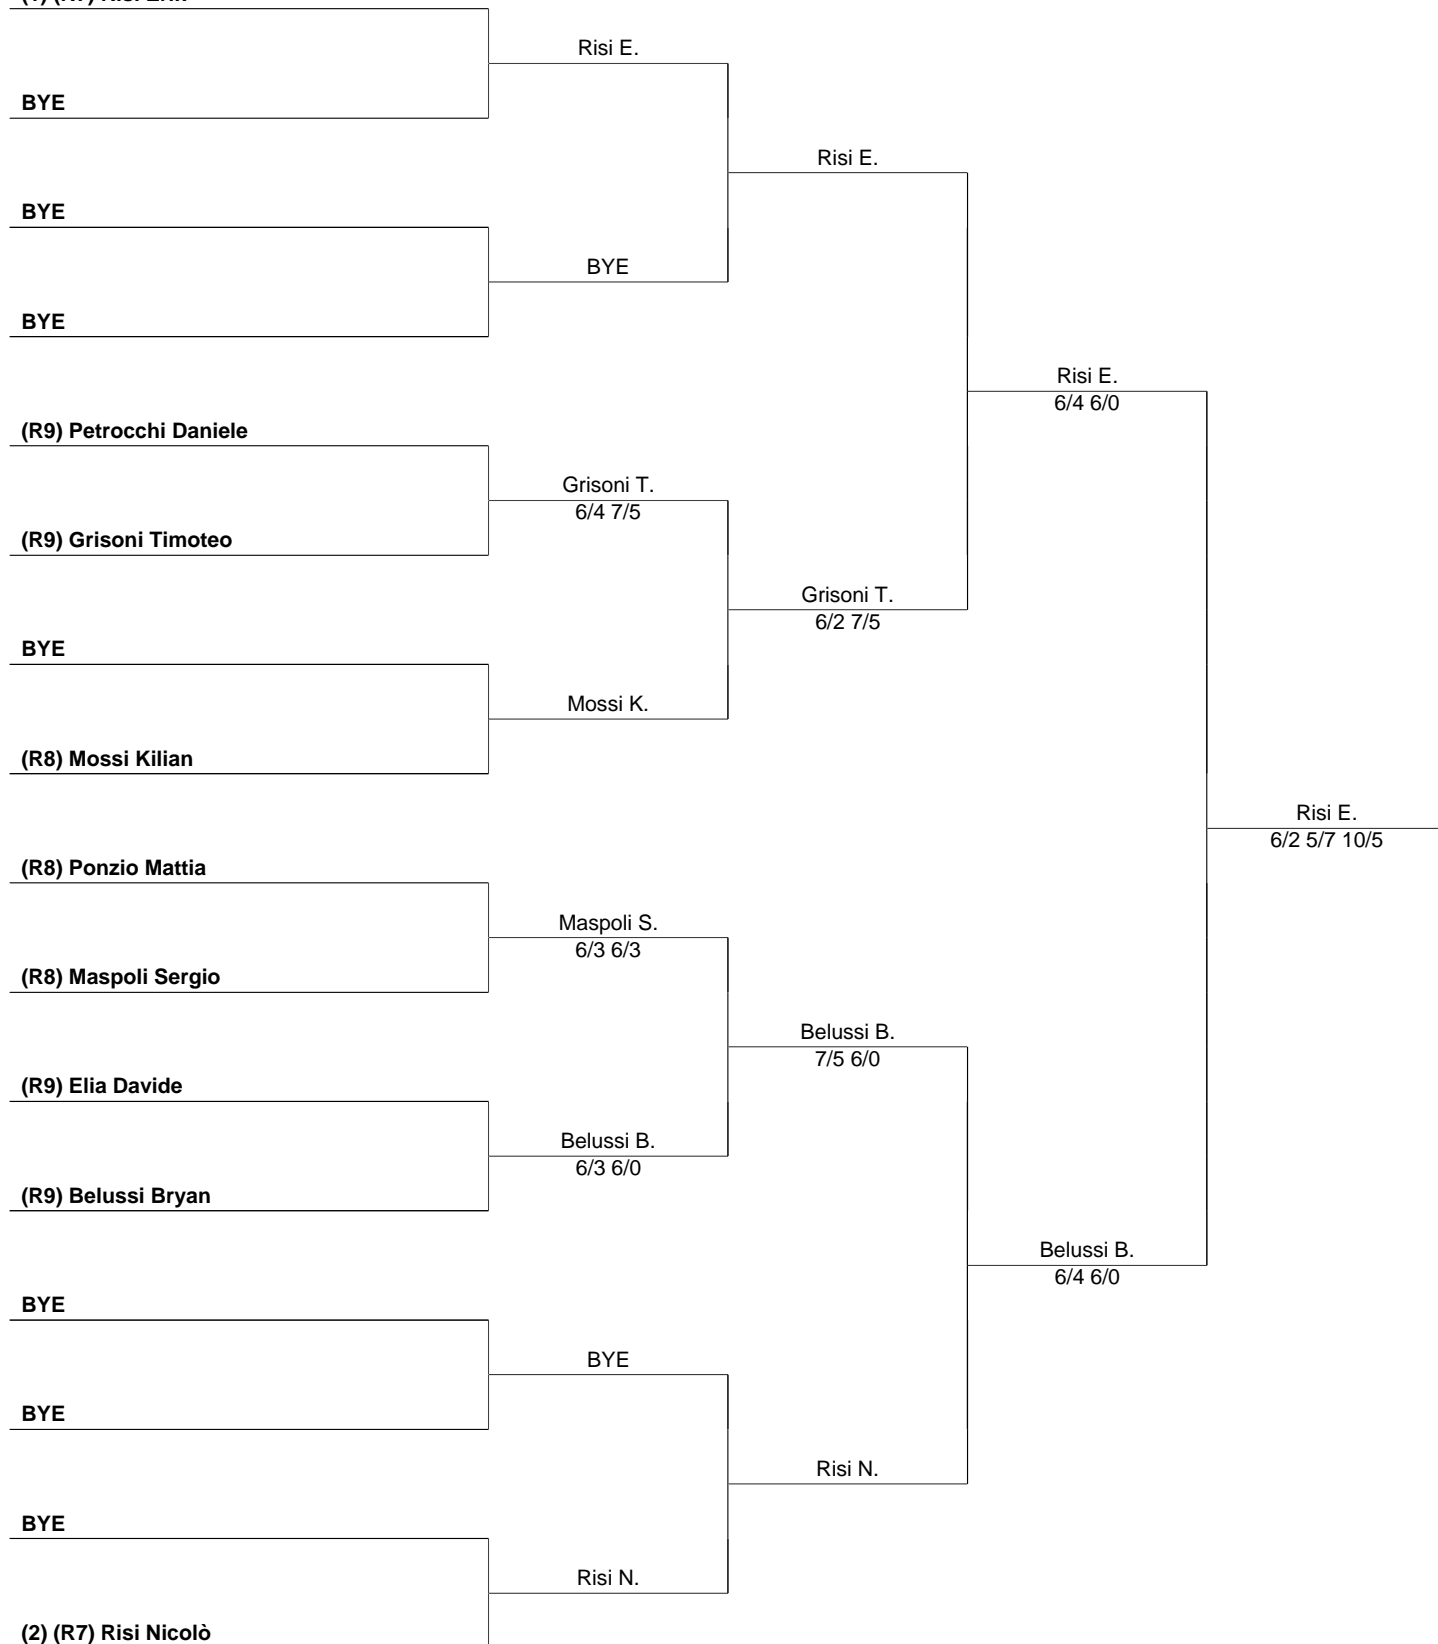 Risi E.
BYE
Risi E.
BYE
BYE
BYE
Risi E.
6/4 6/0
(R9) Petrocchi Daniele
Grisoni T.
6/4 7/5
(R9) Grisoni Timoteo
Grisoni T.
6/2 7/5
BYE
Mossi K.
(R8) Mossi Kilian
Risi E.
6/2 5/7 10/5
(R8) Ponzio Mattia
Maspoli S.
6/3 6/3
(R8) Maspoli Sergio
Belussi B.
7/5 6/0
(R9) Elia Davide
Belussi B.
6/3 6/0
(R9) Belussi Bryan
Belussi B.
6/4 6/0
BYE
BYE
BYE
Risi N.
BYE
Risi N.
(2) (R7) Risi Nicolò